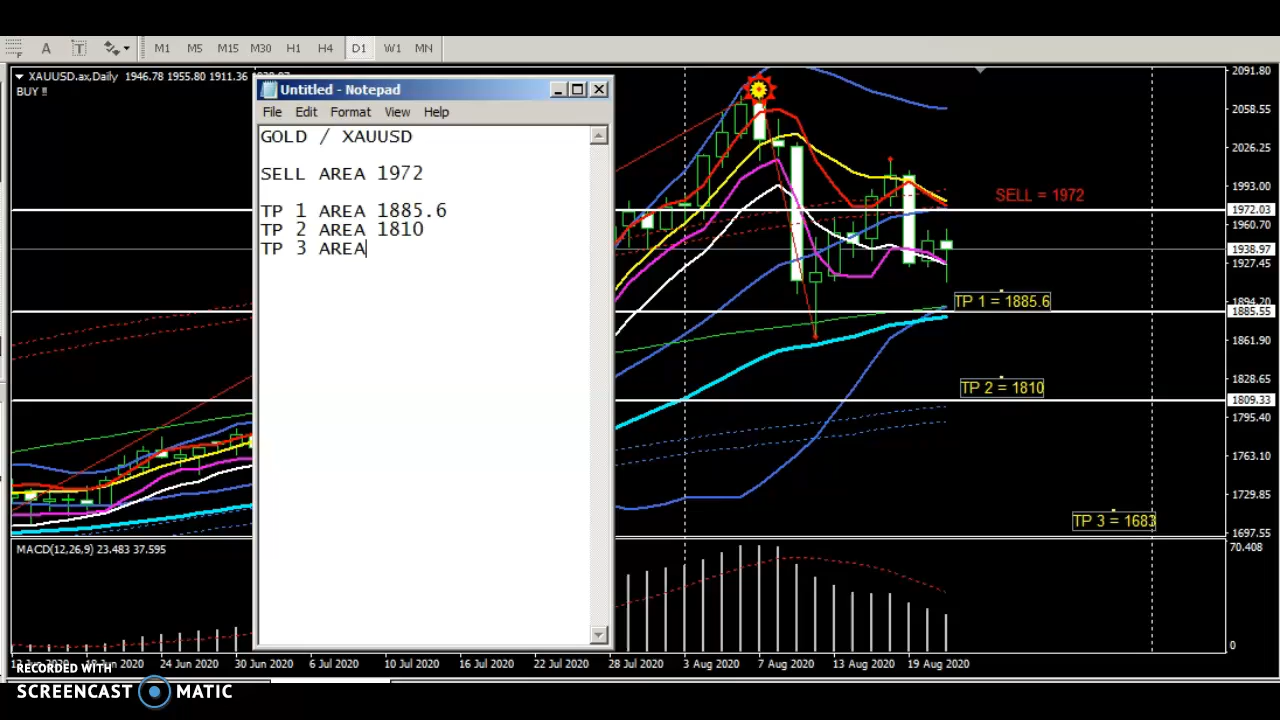 A T M1 M5 M15 M30 H1 H4 D1 W1 MN
XAUUSD.ax,Daily 1946.78 1955.80 1911.36
BUY !!
Untitled - Notepad
File Edit Format View Help
GOLD / XAUUSD
SELL AREA 1972
TP 1 AREA 1885.6
TP 2 AREA 1810
TP 3 AREA
SELL = 1972
TP 1 = 1885.6
TP 2 = 1810
TP 3 = 1683
2091.80
2058.55
2026.25
1993.00
1972.03
1960.70
1938.97
1927.45
1894.20
1885.55
1861.90
1828.65
1809.33
1795.40
1763.10
1729.85
1697.55
MACD(12,26,9) 23.483 37.595
70.408
0
24 Jun 2020 30 Jun 2020 6 Jul 2020 10 Jul 2020 16 Jul 2020 22 Jul 2020 28 Jul 2020 3 Aug 2020 7 Aug 2020 13 Aug 2020 19 Aug 2020
RECORDED WITH
SCREENCAST MATIC